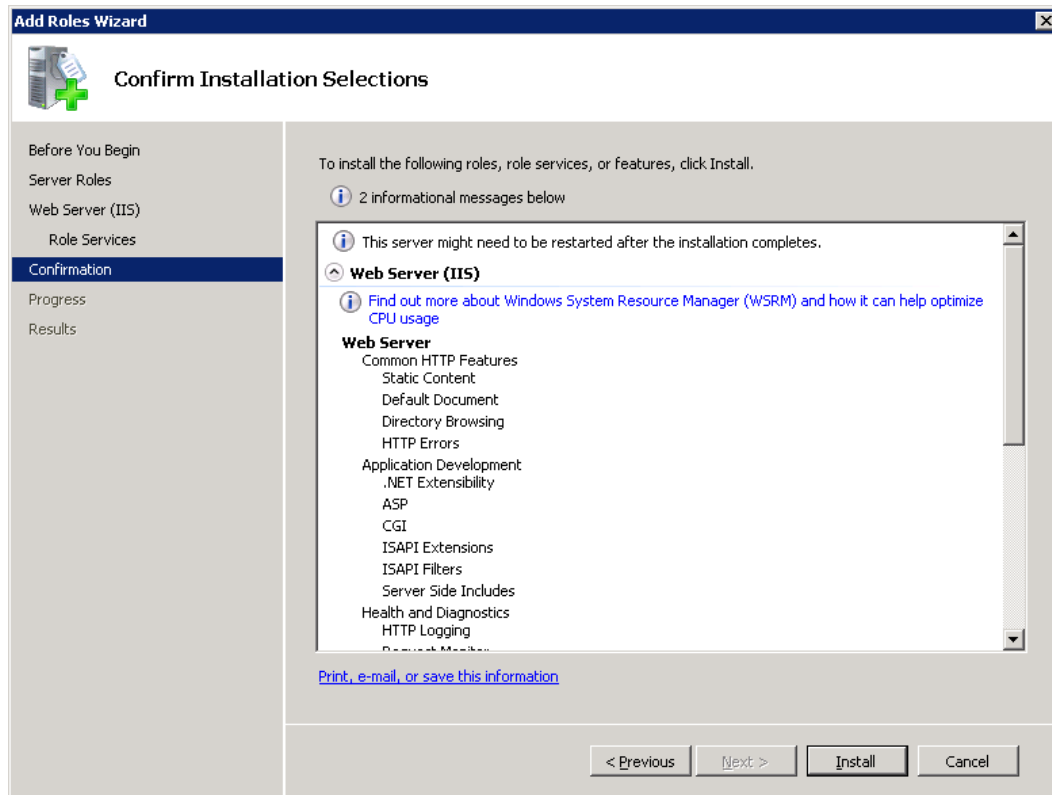 Add Roles Wizard
Confirm Installation Selections
Before You Begin
Server Roles
Web Server (IIS)
Role Services
Confirmation
Progress
Results
To install the following roles, role services, or features, click Install.
2 informational messages below
This server might need to be restarted after the installation completes.
Web Server (IIS)
Find out more about Windows System Resource Manager (WSRM) and how it can help optimize
CPU usage
Web Server
Common HTTP Features
Static Content
Default Document
Directory Browsing
HTTP Errors
Application Development
.NET Extensibility
ASP
CGI
ISAPI Extensions
ISAPI Filters
Server Side Includes
Health and Diagnostics
HTTP Logging
Request Monitor
Print, e-mail, or save this information
< Previous
Next >
Install
Cancel